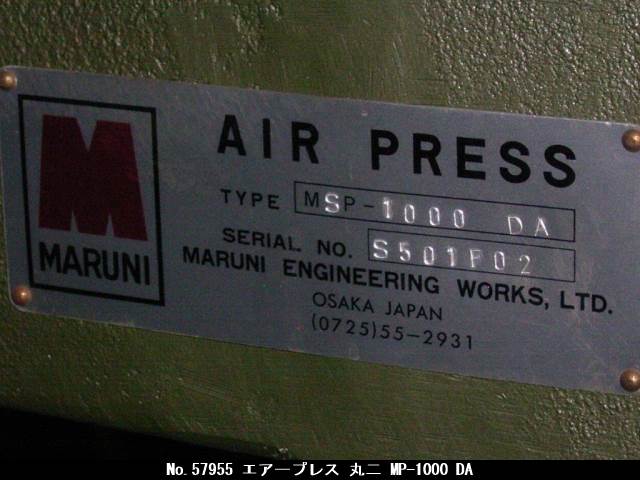 MARUNI
AIR PRESS
TYPE MSP-1000 DA
SERIAL NO. S501F02
MARUNI ENGINEERING WORKS, LTD.
OSAKA JAPAN
(0725)55-2931
No.57955 エアープレス 丸二 MP-1000 DA